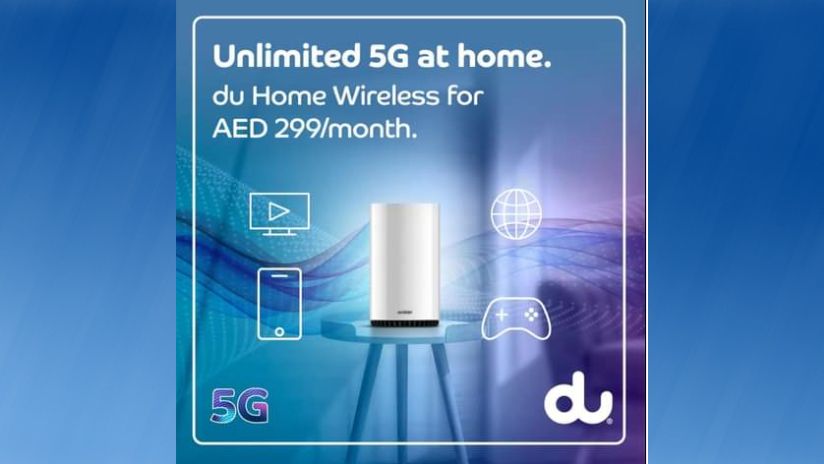 Unlimited 5G at home.
du Home Wireless for
AED 299/month.
5G
du